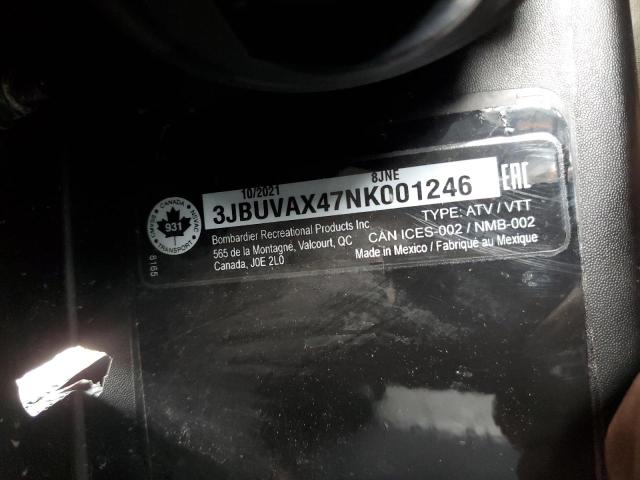 10/2021 8JNE
3JBUVAX47NK001246
EAC
CANADA
931
TRANSPORT
Bombardier Recreational Products Inc
565 de la Montagne, Valcourt, QC
Canada, J0E 2L0
TYPE: ATV / VTT
CAN ICES-002 / NMB-002
Made in Mexico / Fabriqué au Mexique
6165